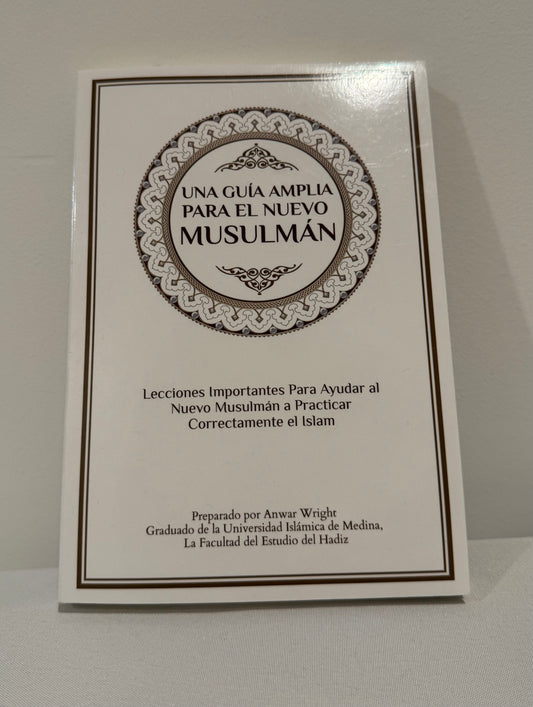 UNA GUÍA AMPLIA
PARA EL NUEVO
MUSULMÁN
Lecciones Importantes Para Ayudar al
Nuevo Musulmán a Practicar
Correctamente el Islam
Preparado por Anwar Wright
Graduado de la Universidad Islámica de Medina,
La Facultad del Estudio del Hadiz